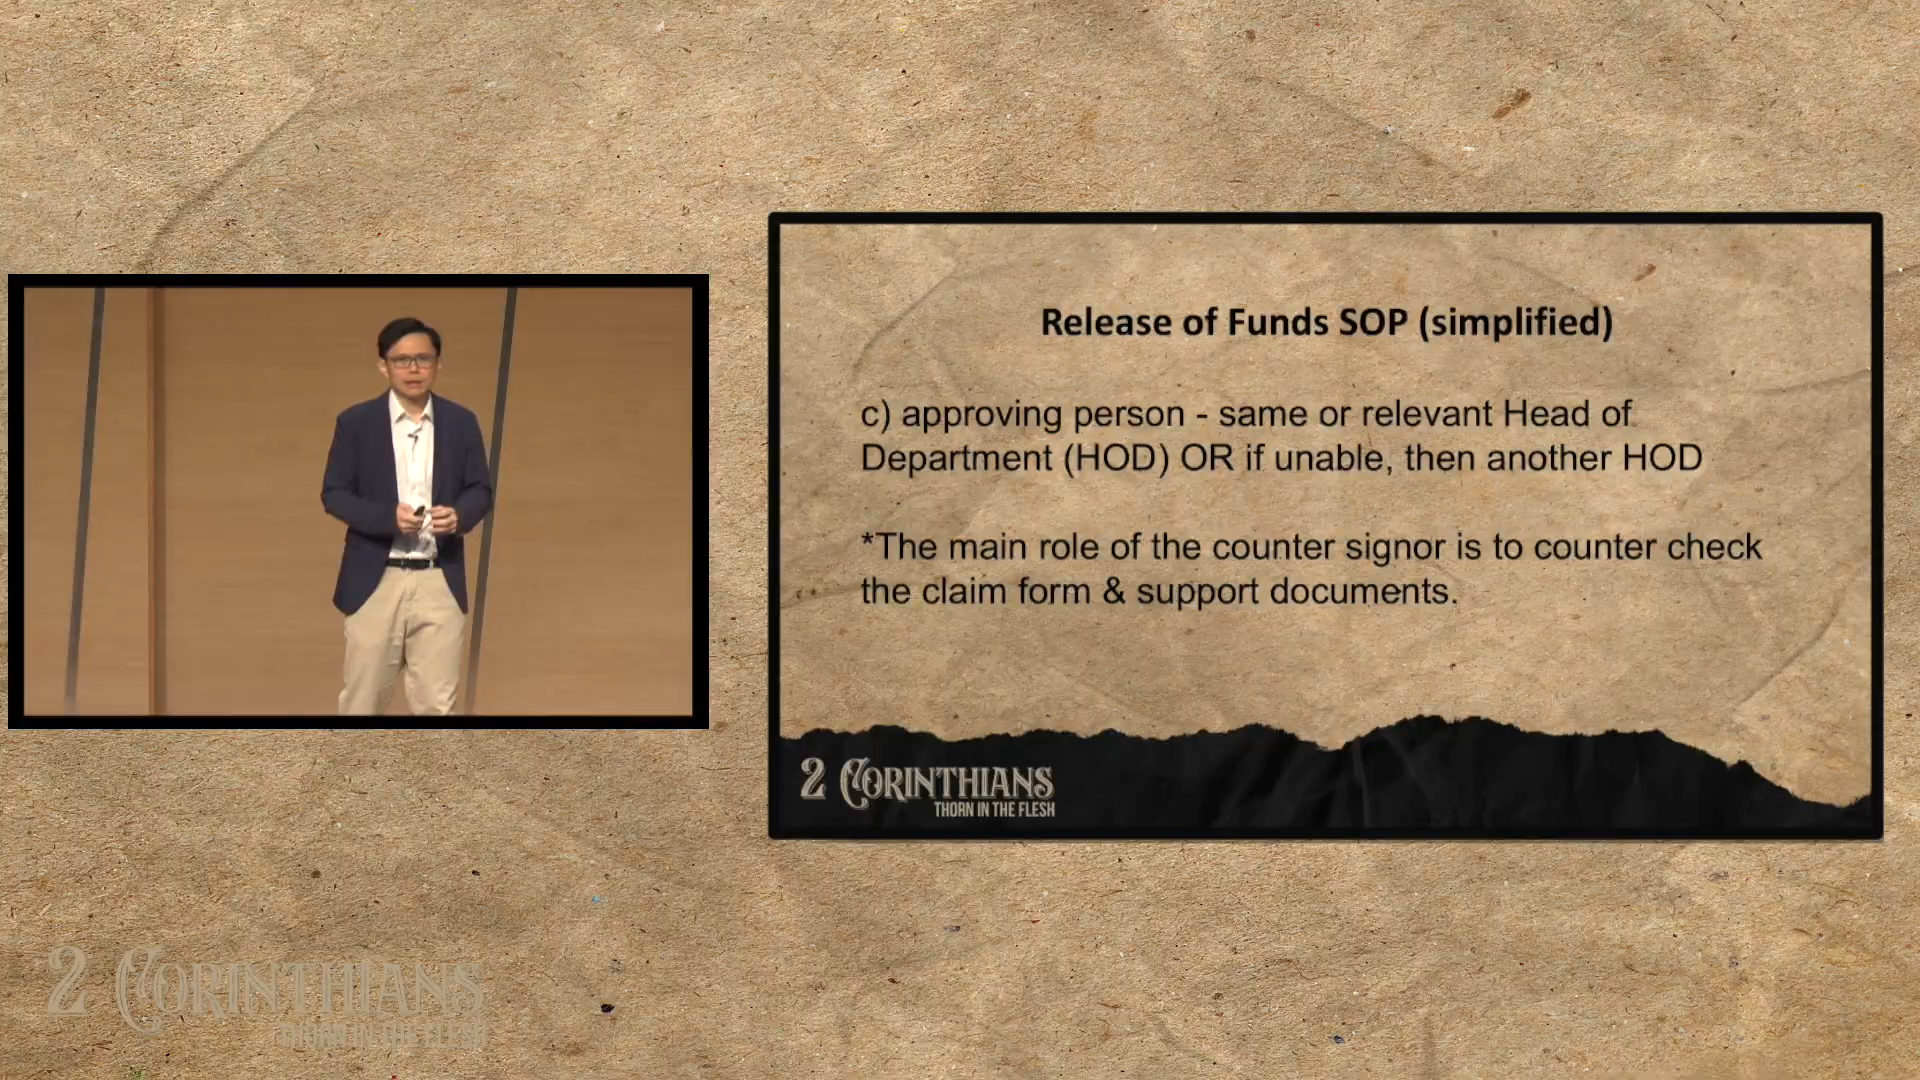 Release of Funds SOP (simplified)
c) approving person - same or relevant Head of
Department (HOD) OR if unable, then another HOD
*The main role of the counter signor is to counter check
the claim form & support documents.
2 CORINTHIANS
THORN IN THE FLESH
2 CORINTHIANS
THORN IN THE FLESH